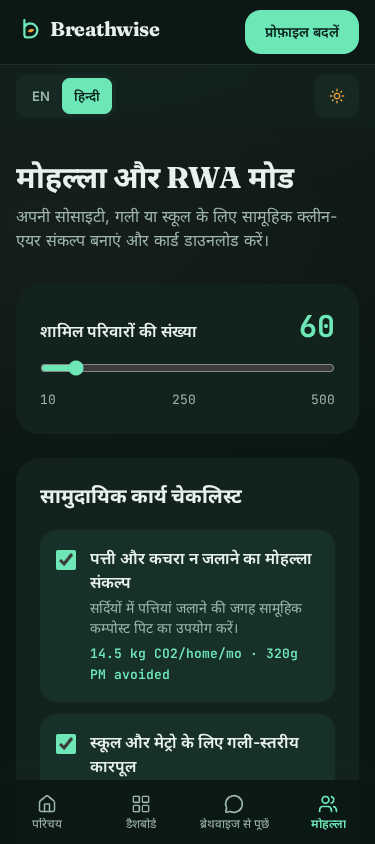 Breathwise
प्रोफ़ाइल बदलें
EN
हिन्दी
मोहल्ला और RWA मोड
अपनी सोसाइटी, गली या स्कूल के लिए सामूहिक क्लीन-
एयर संकल्प बनाएं और कार्ड डाउनलोड करें।
शामिल परिवारों की संख्या
60
10
250
500
सामुदायिक कार्य चेकलिस्ट
पत्ती और कचरा न जलाने का मोहल्ला
संकल्प
सर्दियों में पत्तियां जलाने की जगह सामूहिक
कम्पोस्ट पिट का उपयोग करें।
14.5 kg CO2/home/mo · 320g
PM avoided
स्कूल और मेट्रो के लिए गली-स्तरीय
कारपूल
परिचय
डैशबोर्ड
ब्रेथवाइज से पूछें
मोहल्ला